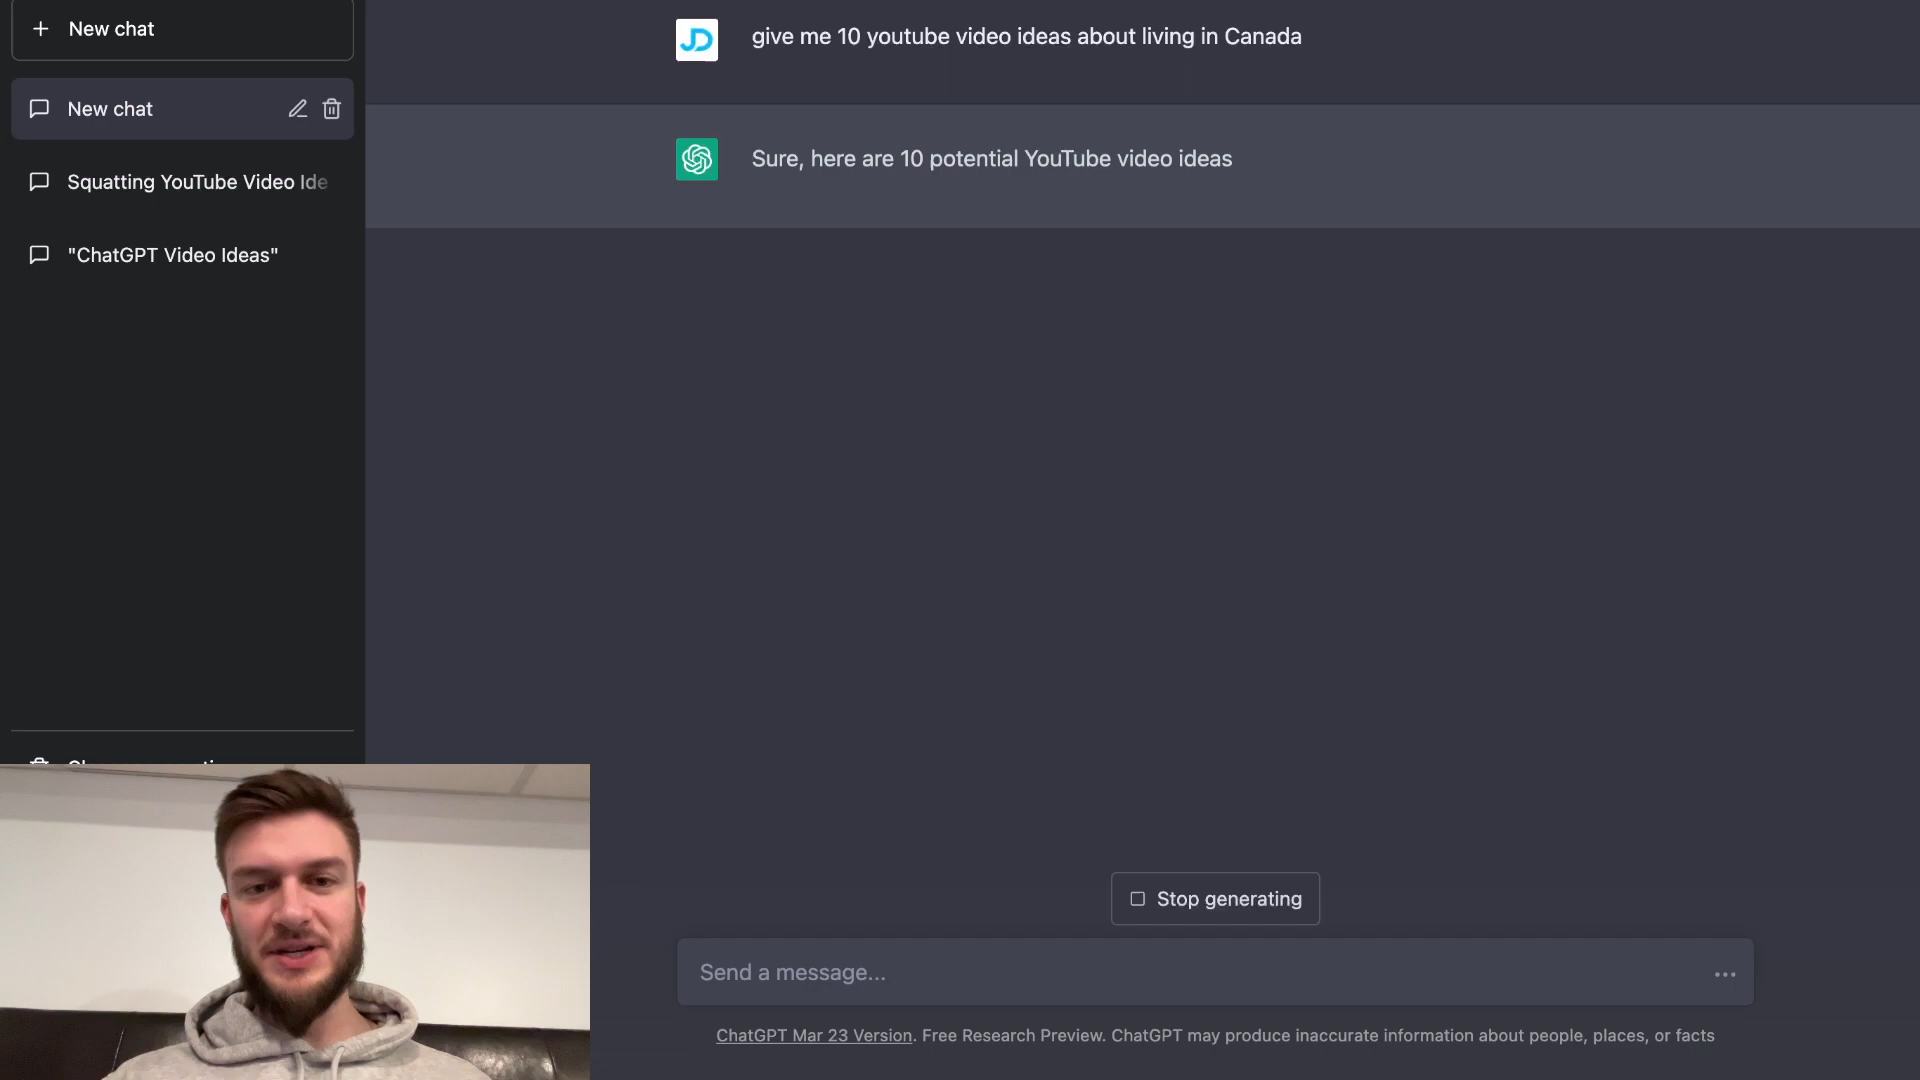 New chat
New chat
Squatting YouTube Video Ide
"ChatGPT Video Ideas"
JD
give me 10 youtube video ideas about living in Canada
Sure, here are 10 potential YouTube video ideas
Stop generating
Send a message...
ChatGPT Mar 23 Version. Free Research Preview. ChatGPT may produce inaccurate information about people, places, or facts